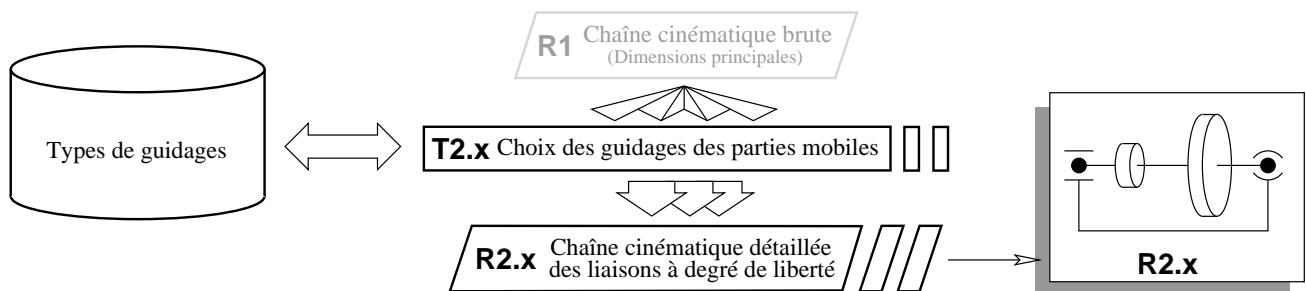 R1 Chaîne cinématique brute
(Dimensions principales)
Types de guidages
T2.x Choix des guidages des parties mobiles
R2.x Chaîne cinématique détaillée
des liaisons à degré de liberté
R2.x